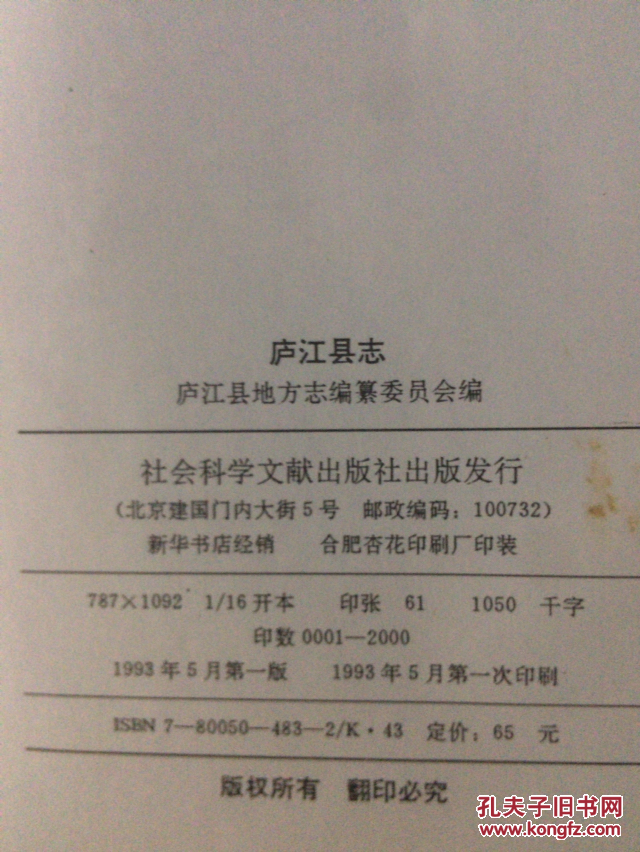 庐江县志
庐江县地方志编纂委员会编
社会科学文献出版社出版发行
(北京建国门内大街5号 邮政编码:100732)
新华书店经销 合肥杏花印刷厂印装
787×1092 1/16开本 印张 61 1050 千字
印数0001—2000
1993年5月第一版 1993年5月第一次印刷
ISBN 7—80050—483—2/K·43 定价:65 元
版权所有 翻印必究
孔夫子旧书网
www.kongfz.com